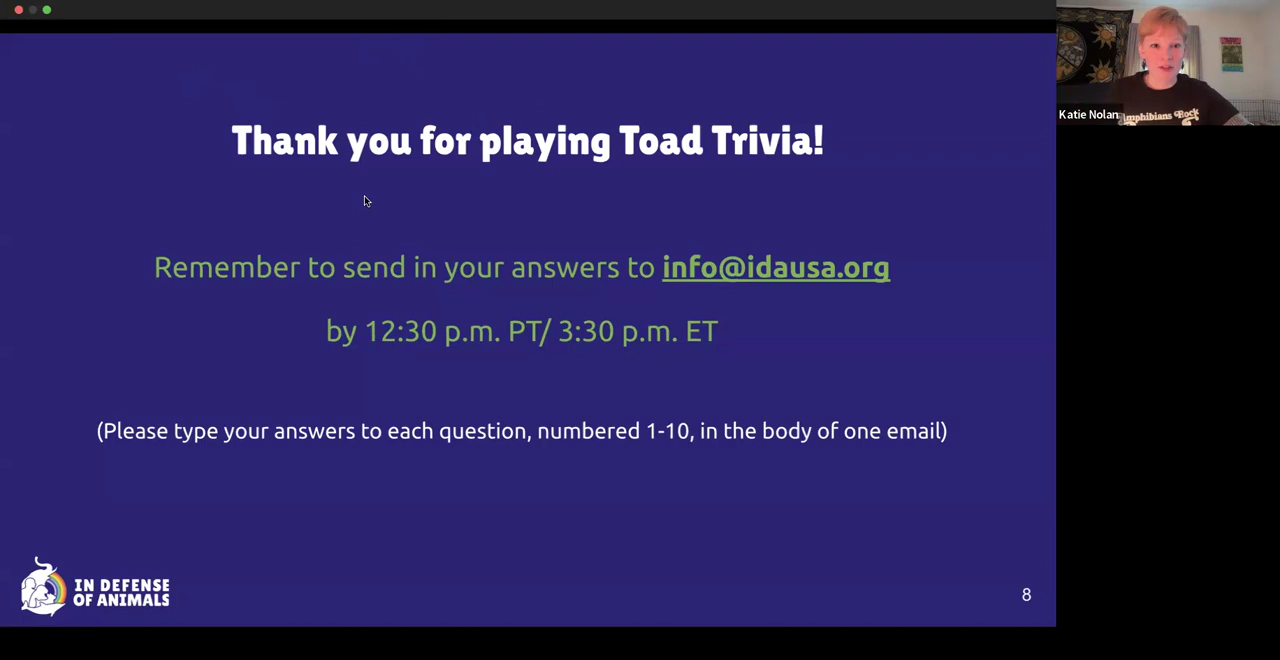 Thank you for playing Toad Trivia!
Remember to send in your answers to info@idausa.org
by 12:30 p.m. PT/ 3:30 p.m. ET
(Please type your answers to each question, numbered 1-10, in the body of one email)
IN DEFENSE
OF ANIMALS
8
Katie Nolan
Amphibians Rock